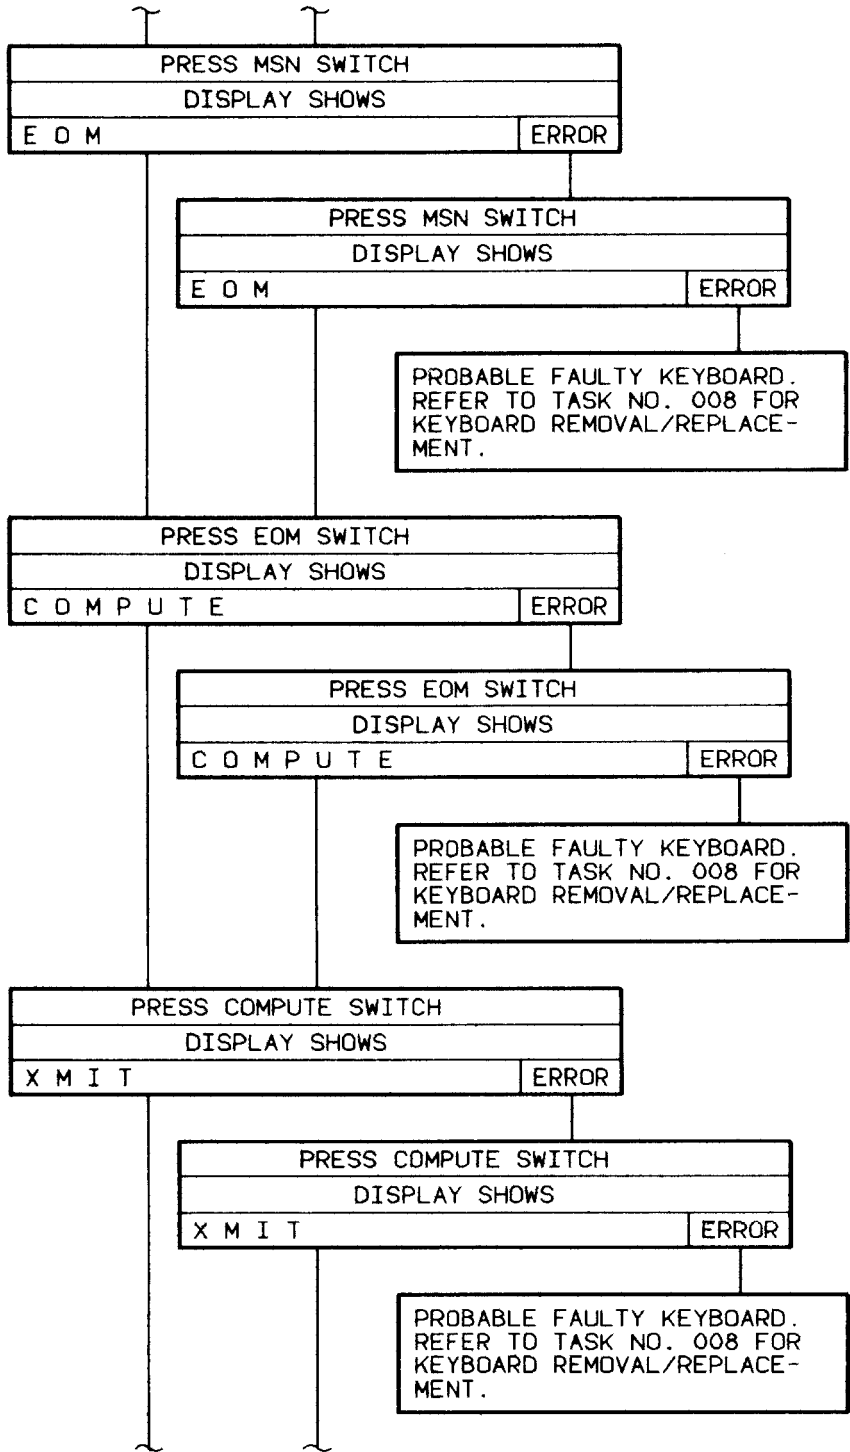 PRESS MSN SWITCH
DISPLAY SHOWS
E O M ERROR
PRESS MSN SWITCH
DISPLAY SHOWS
E O M ERROR
PROBABLE FAULTY KEYBOARD.
REFER TO TASK NO. 008 FOR
KEYBOARD REMOVAL/REPLACE-
MENT.
PRESS EOM SWITCH
DISPLAY SHOWS
C O M P U T E ERROR
PRESS EOM SWITCH
DISPLAY SHOWS
C O M P U T E ERROR
PROBABLE FAULTY KEYBOARD.
REFER TO TASK NO. 008 FOR
KEYBOARD REMOVAL/REPLACE-
MENT.
PRESS COMPUTE SWITCH
DISPLAY SHOWS
X M I T ERROR
PRESS COMPUTE SWITCH
DISPLAY SHOWS
X M I T ERROR
PROBABLE FAULTY KEYBOARD.
REFER TO TASK NO. 008 FOR
KEYBOARD REMOVAL/REPLACE-
MENT.